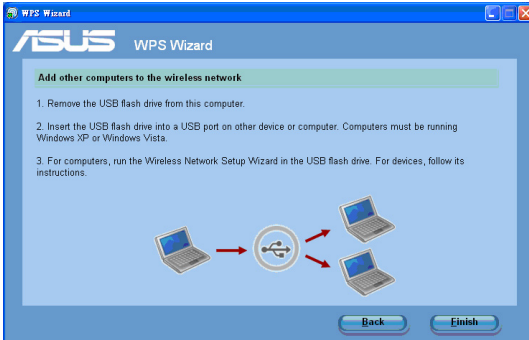 WPS Wizard
ASUS WPS Wizard
Add other computers to the wireless network
1. Remove the USB flash drive from this computer.
2. Insert the USB flash drive into a USB port on other device or computer. Computers must be running
Windows XP or Windows Vista.
3. For computers, run the Wireless Network Setup Wizard in the USB flash drive. For devices, follow its
instructions.
Back Finish